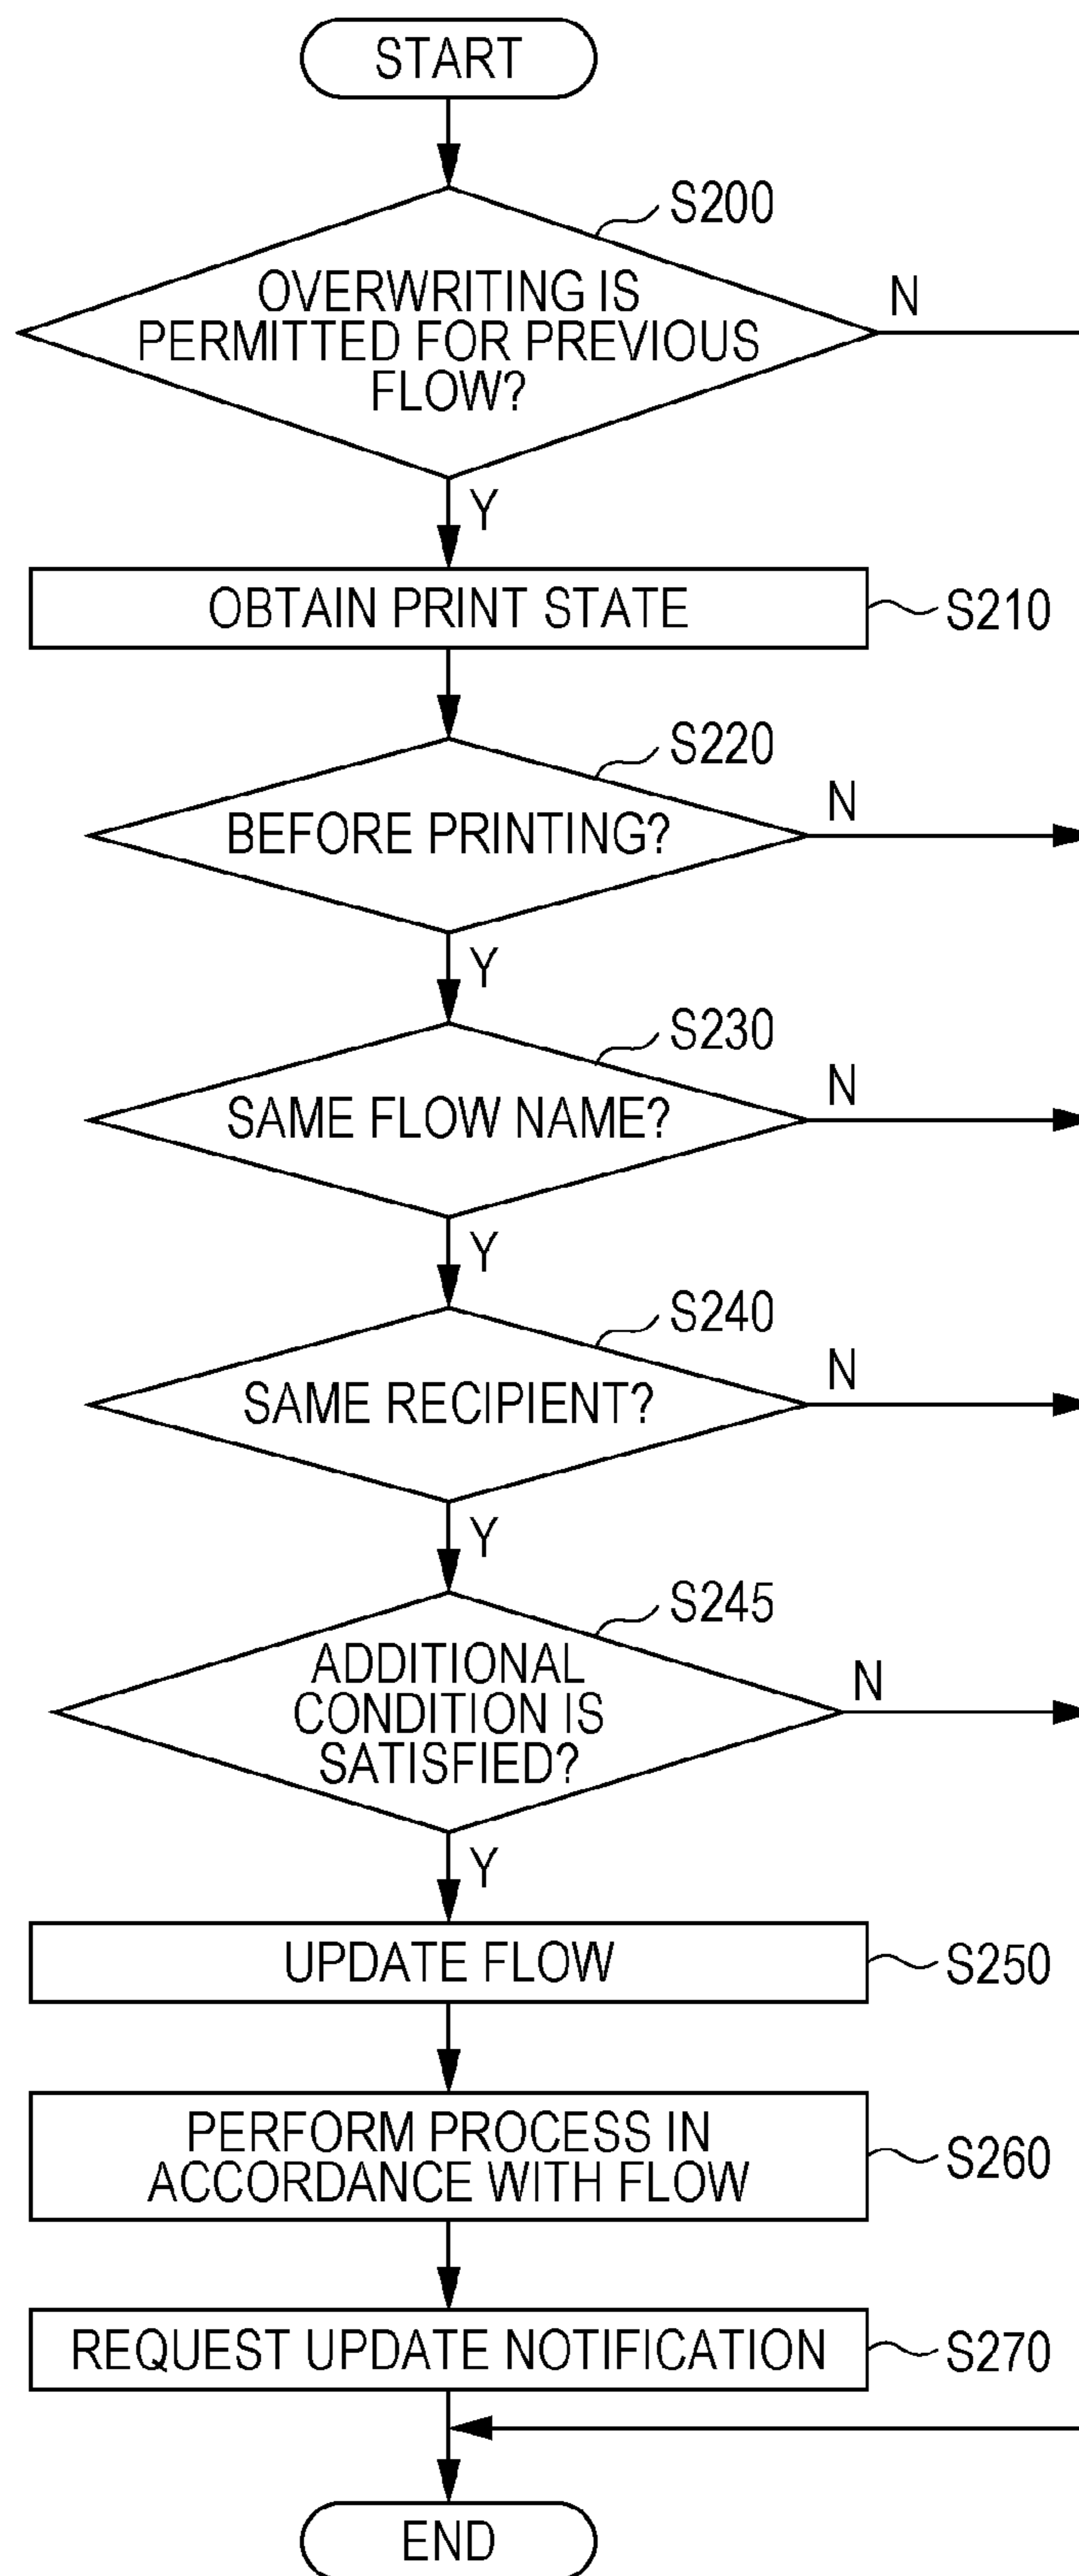 START
S200
OVERWRITING IS
PERMITTED FOR PREVIOUS
FLOW?
N
Y
OBTAIN PRINT STATE
S210
S220
BEFORE PRINTING?
N
Y
S230
SAME FLOW NAME?
N
Y
S240
SAME RECIPIENT?
N
Y
S245
ADDITIONAL
CONDITION IS
SATISFIED?
N
Y
UPDATE FLOW
S250
PERFORM PROCESS IN
ACCORDANCE WITH FLOW
S260
REQUEST UPDATE NOTIFICATION
S270
END